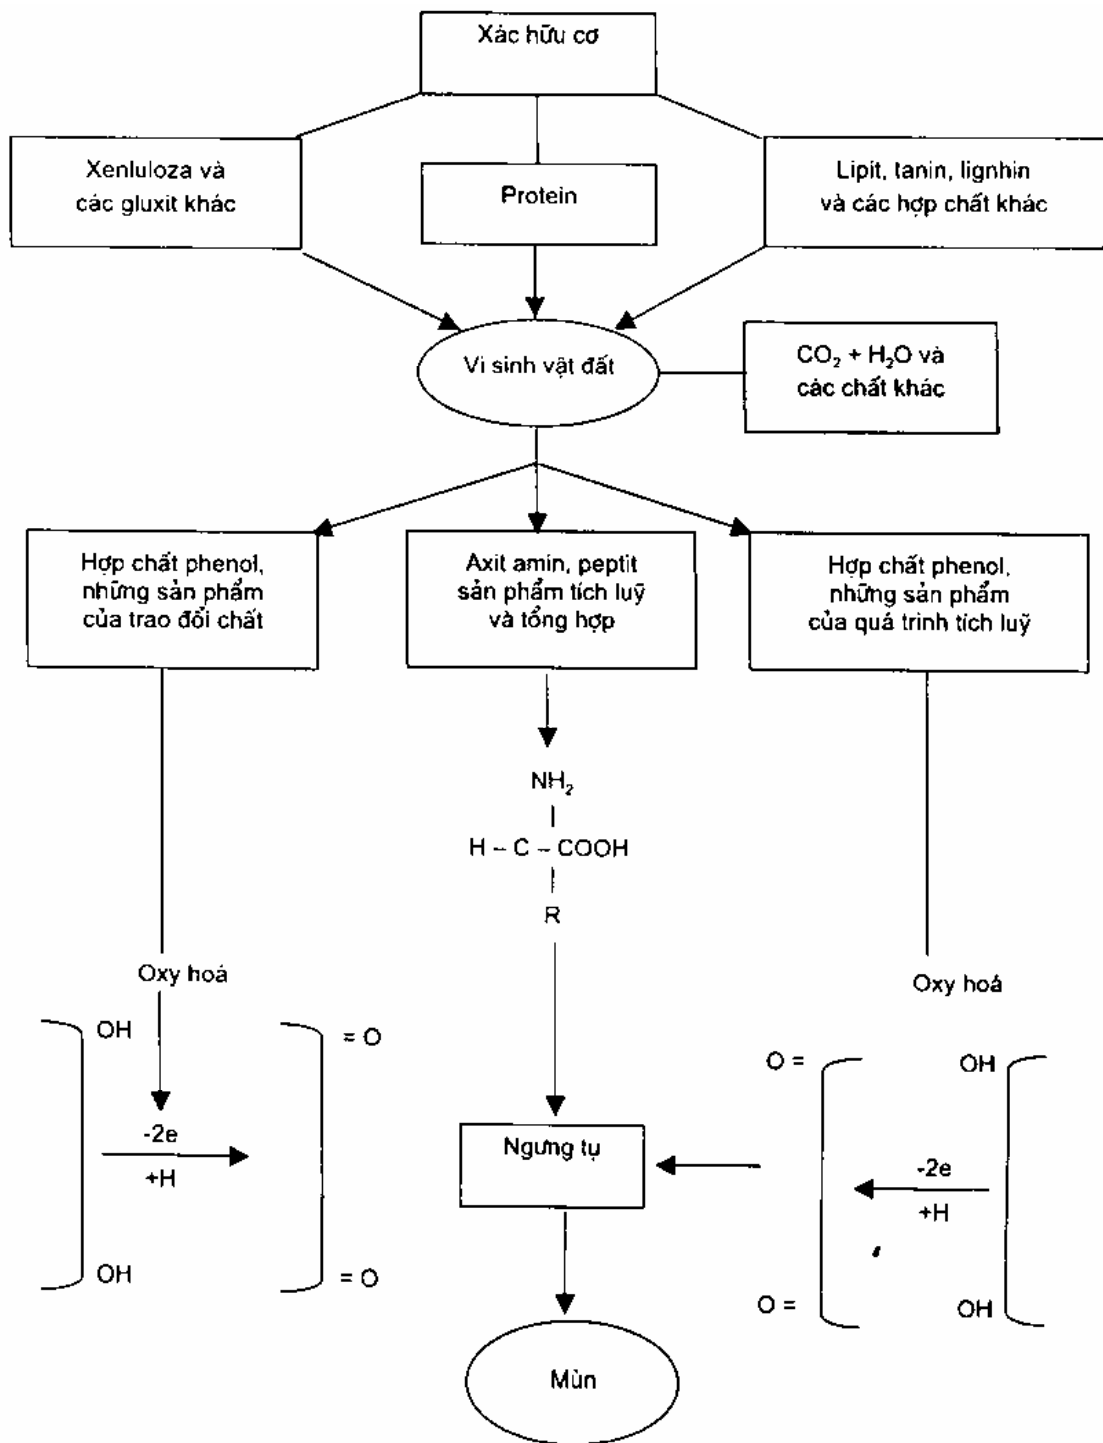 Xác hữu cơ
Xenluloza và
các gluxit khác
Protein
Lipit, tanin, lignhin
và các hợp chất khác
Vi sinh vật đất
CO₂ + H₂O và
các chất khác
Hợp chất phenol,
những sản phẩm
của trao đổi chất
Axit amin, peptit
sản phẩm tích luỹ
và tổng hợp
Hợp chất phenol,
những sản phẩm
của quá trinh tích luỹ
NH₂
H – C – COOH
R
Oxy hoá
Oxy hoá
OH
= O
O =
OH
-2e
+H
Ngưng tụ
-2e
+H
OH
= O
O =
OH
Mùn